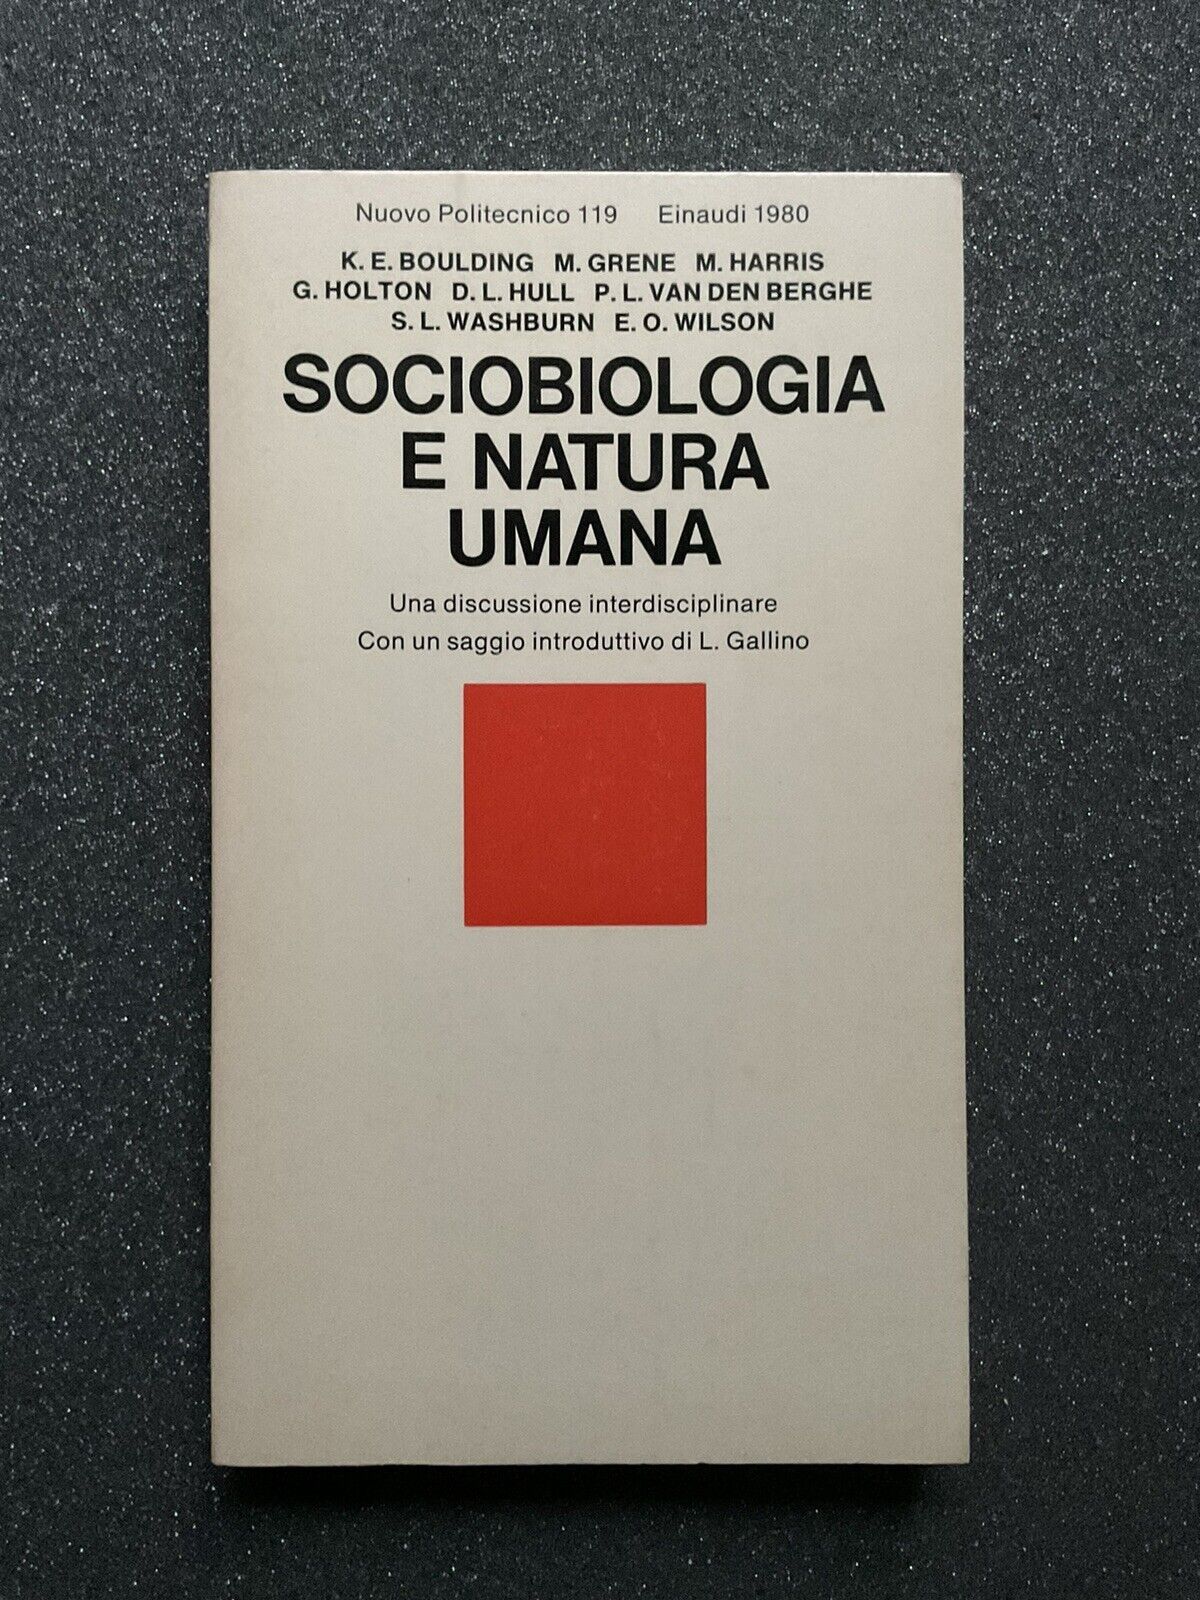 Nuovo Politecnico 119 Einaudi 1980
K. E. BOULDING M. GRENE M. HARRIS
G. HOLTON D. L. HULL P. L. VAN DEN BERGHE
S. L. WASHBURN E. O. WILSON
SOCIOBIOLOGIA
E NATURA
UMANA
Una discussione interdisciplinare
Con un saggio introduttivo di L. Gallino